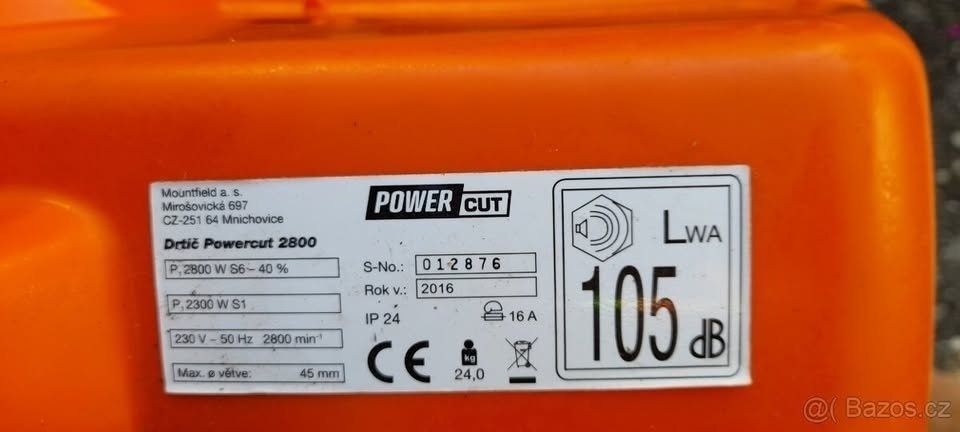 Mountfield a. s.
Mirošovická 697
CZ-251 64 Mnichovice
Drtič Powercut 2800
P, 2800 W S6 - 40 %
P, 2300 W S1
230 V - 50 Hz 2800 min⁻¹
Max. ø větve: 45 mm
POWER CUT
S-No.: 012876
Rok v.: 2016
IP 24
16 A
CE
kg
24,0
LWA
105 dB
@( Bazoš.cz